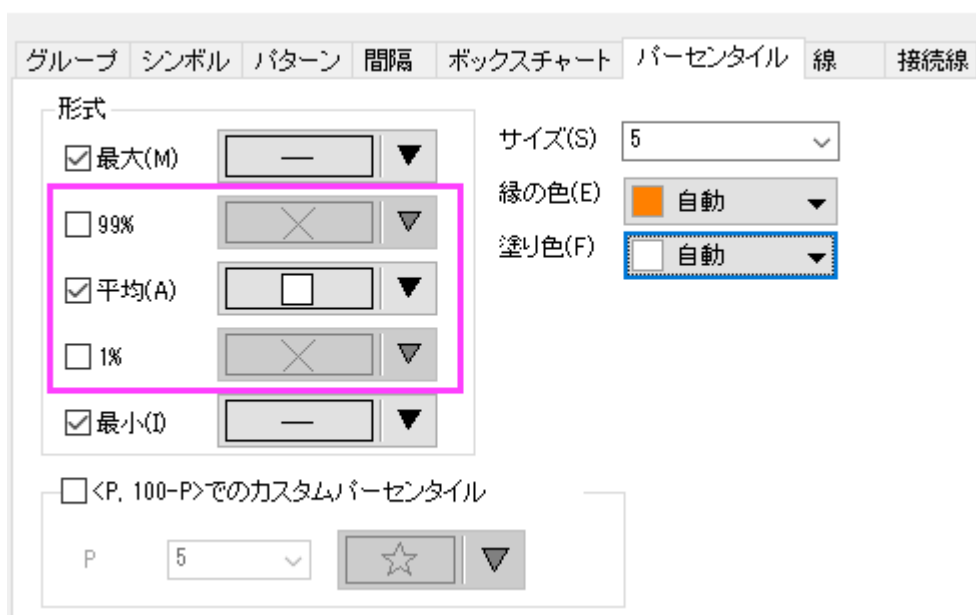 グループ シンボル パターン 間隔 ボックスチャート パーセンタイル 線 接続線
形式
最大(M)
99%
平均(A)
1%
最小(I)
サイズ(S) 5
縁の色(E) 自動
塗り色(F) 自動
<P, 100-P>でのカスタムパーセンタイル
P 5